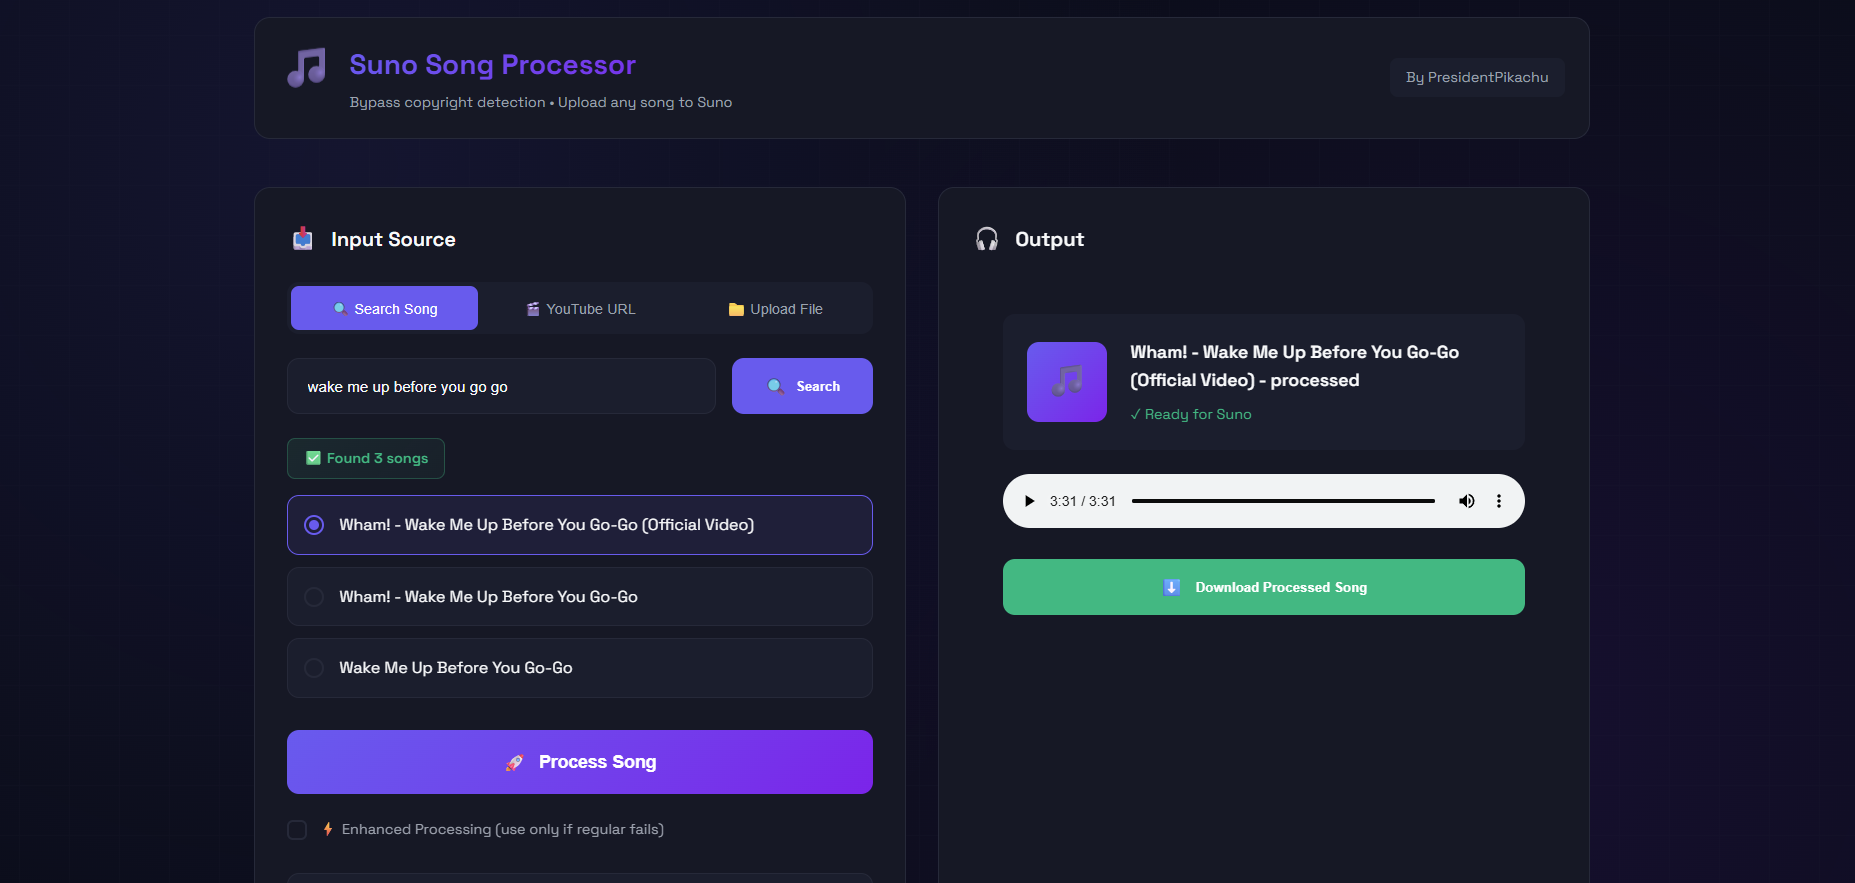 Suno Song Processor
Bypass copyright detection • Upload any song to Suno
By PresidentPikachu
Input Source
Search Song
YouTube URL
Upload File
wake me up before you go go
Search
Found 3 songs
Wham! - Wake Me Up Before You Go-Go (Official Video)
Wham! - Wake Me Up Before You Go-Go
Wake Me Up Before You Go-Go
Process Song
Enhanced Processing (use only if regular fails)
Output
Wham! - Wake Me Up Before You Go-Go
(Official Video) - processed
✓ Ready for Suno
3:31 / 3:31
Download Processed Song